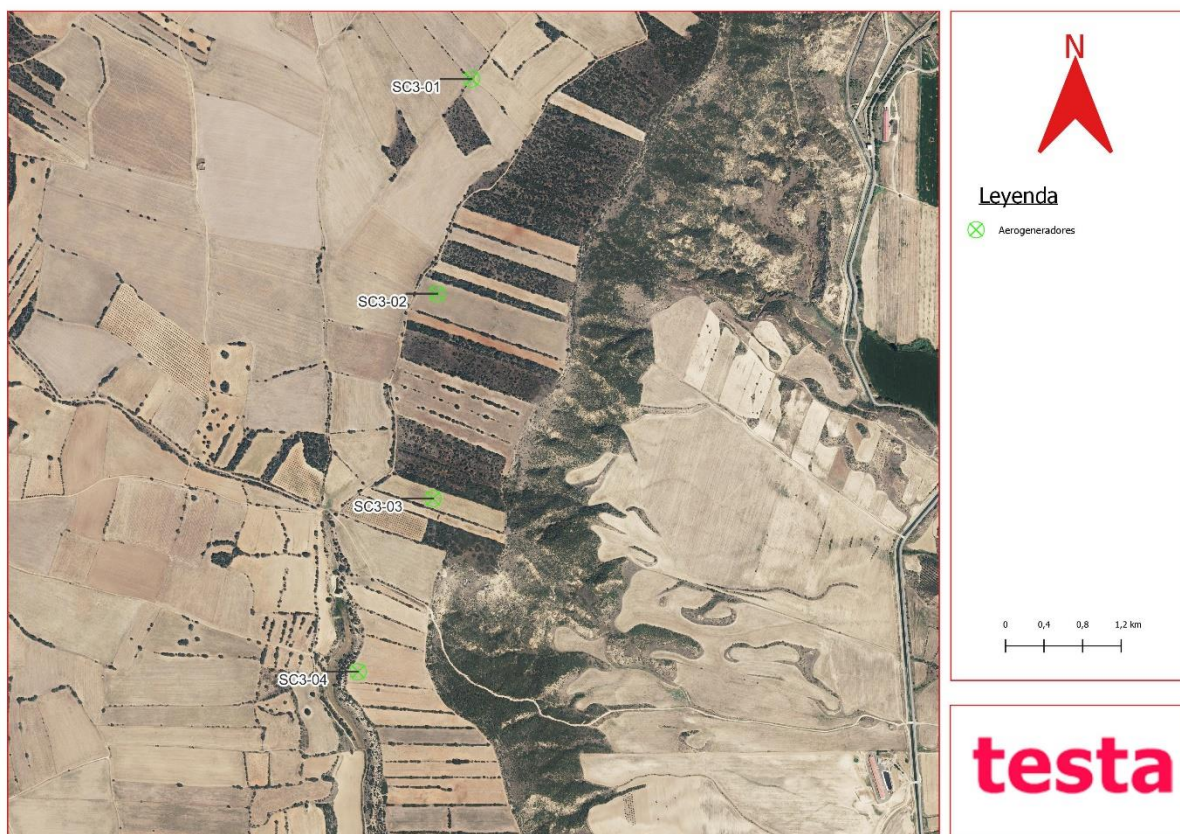 SC3-01
SC3-02
SC3-03
SC3-04
N
Leyenda
Aerogeneradores
0 0,4 0,8 1,2 km
testa